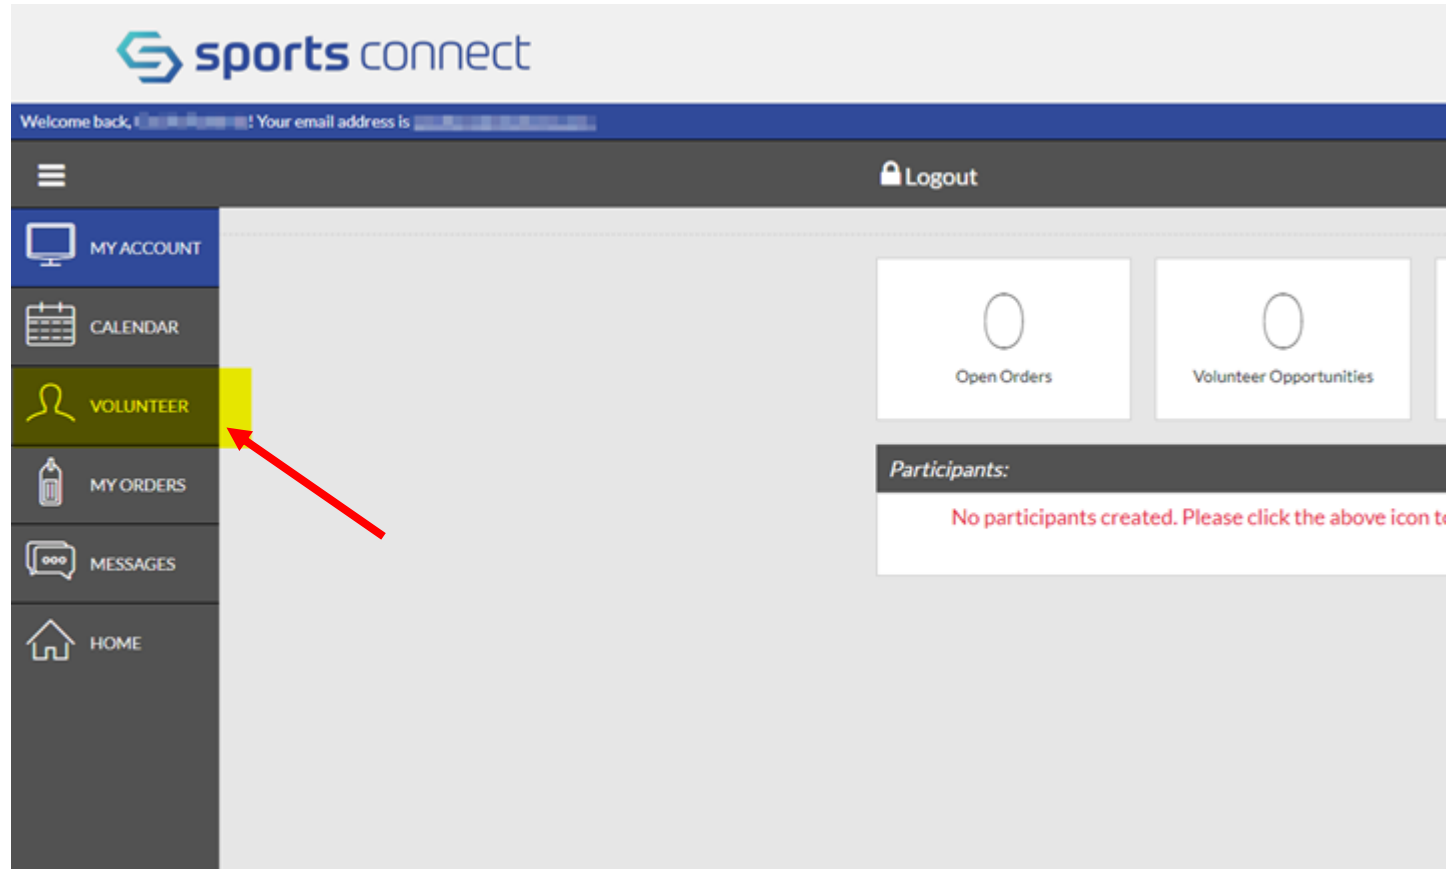 sports connect
Welcome back, ! Your email address is
Logout
MY ACCOUNT
CALENDAR
VOLUNTEER
MY ORDERS
MESSAGES
HOME
0
Open Orders
0
Volunteer Opportunities
Participants:
No participants created. Please click the above icon